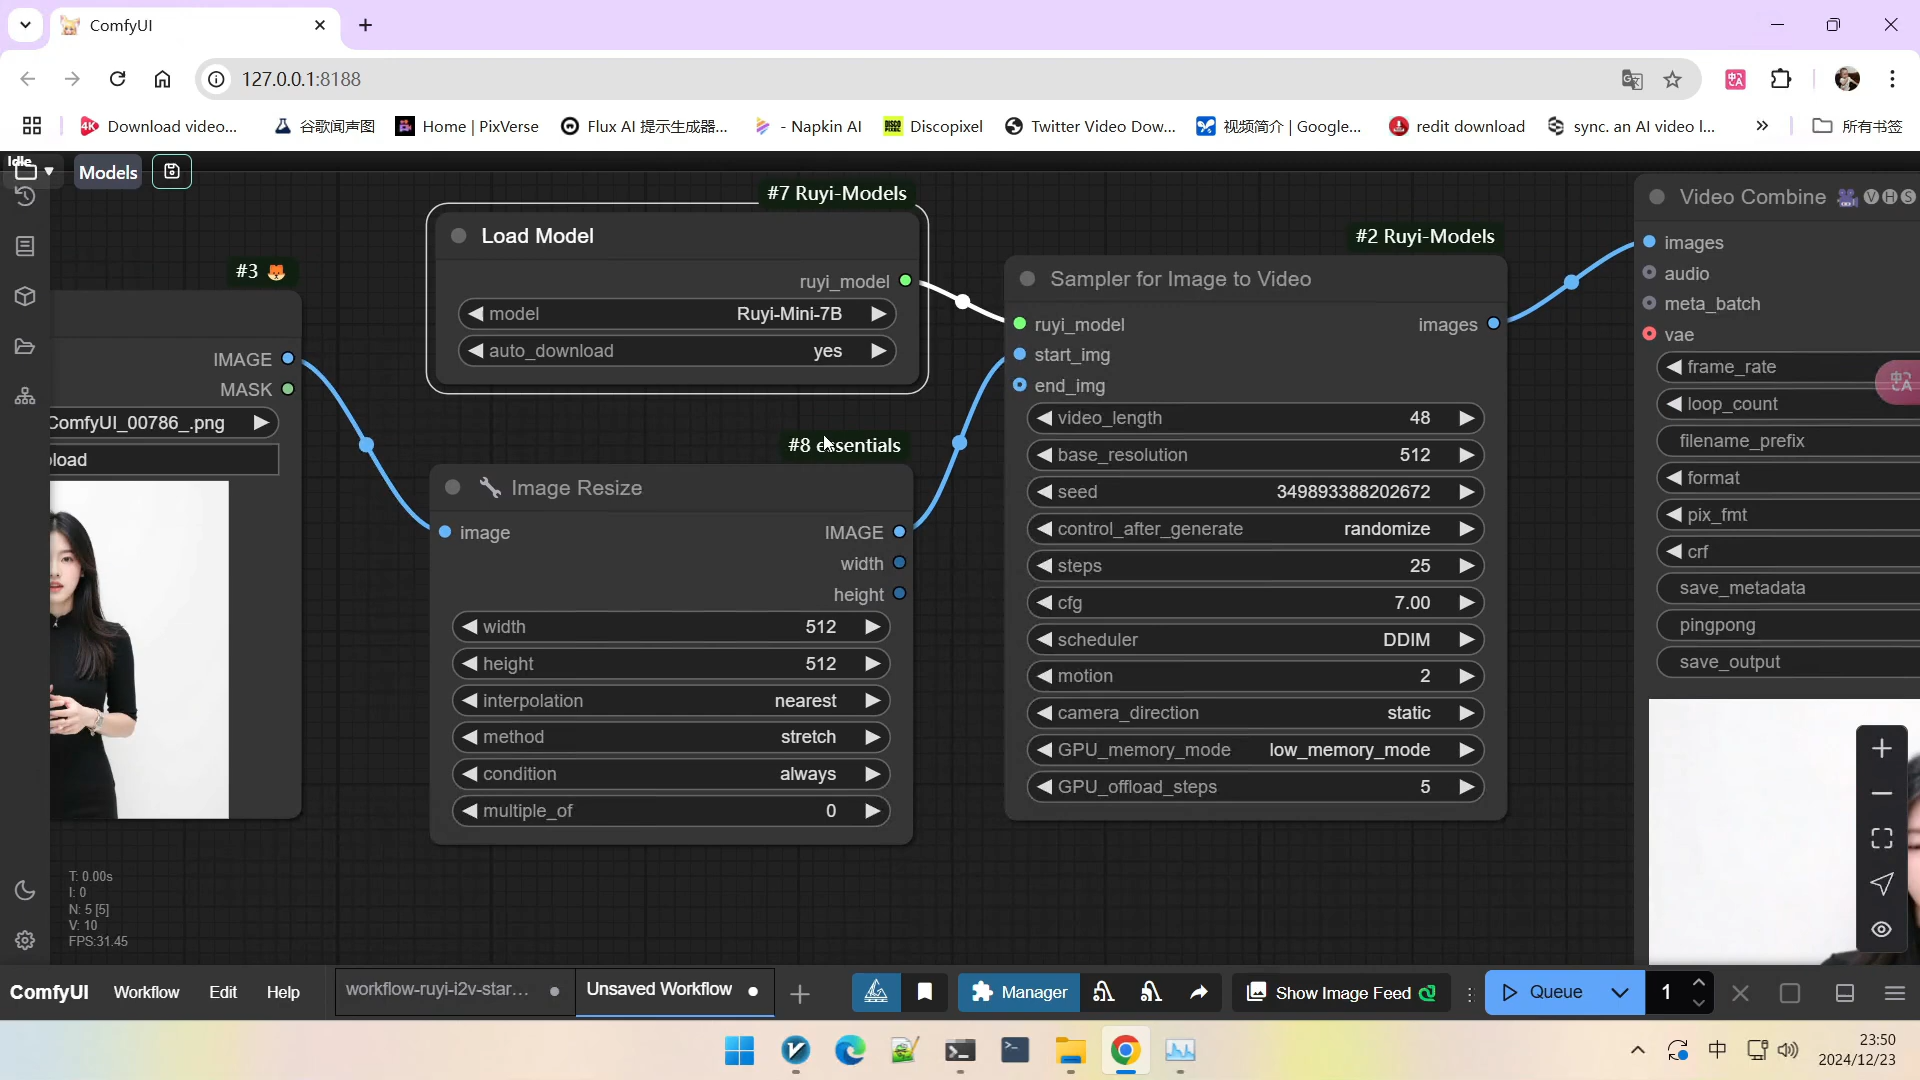 ComfyUI
127.0.0.1:8188
Download video...
谷歌闻声图
Home | PixVerse
Flux AI 提示生成器...
- Napkin AI
Discopixel
Twitter Video Dow...
视频简介 | Google...
redit download
sync. an AI video l...
所有书签
Idle
Models
#3
IMAGE
MASK
ComfyUI_00786_.png
load
#7 Ruyi-Models
Load Model
ruyi_model
model Ruyi-Mini-7B
auto_download yes
#8 essentials
Image Resize
image IMAGE
width
height
width 512
height 512
interpolation nearest
method stretch
condition always
multiple_of 0
#2 Ruyi-Models
Sampler for Image to Video
ruyi_model images
start_img
end_img
video_length 48
base_resolution 512
seed 349893388202672
control_after_generate randomize
steps 25
cfg 7.00
scheduler DDIM
motion 2
camera_direction static
GPU_memory_mode low_memory_mode
GPU_offload_steps 5
Video Combine VHS
images
audio
meta_batch
vae
frame_rate
loop_count
filename_prefix
format
pix_fmt
crf
save_metadata
pingpong
save_output
T: 0.00s
I: 0
N: 5 [5]
V: 10
FPS:31.45
ComfyUI
Workflow
Edit
Help
workflow-ruyi-i2v-star...
Unsaved Workflow
Manager
Show Image Feed
Queue
1
中
23:50
2024/12/23